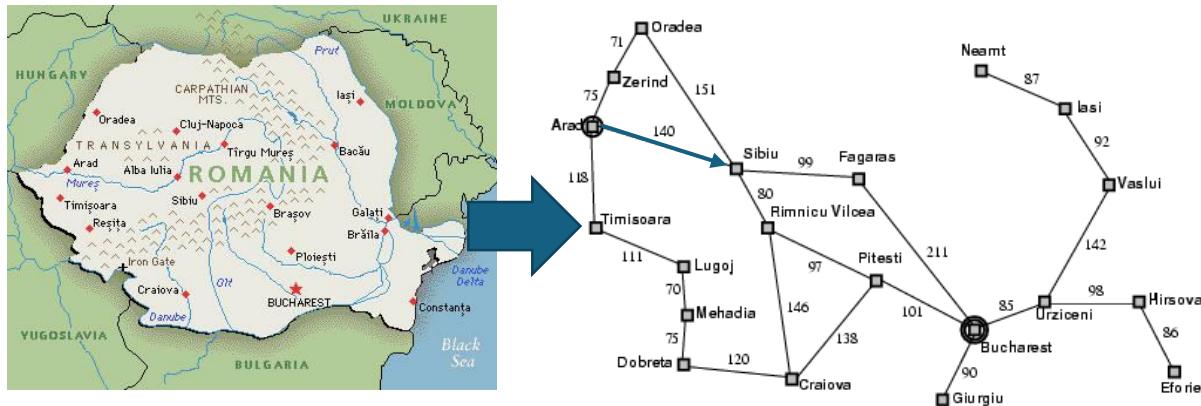 UKRAINE
Prut
HUNGARY
CARPATHIAN
MTS.
Iași
MOLDOVA
Oradea
Cluj-Napoca
TRANSYLVANIA
Tîrgu Mureș
Bacău
Arad
Alba Iulia
ROMANIA
Mureș
Timișoara
Sibiu
Brașov
Galați
Reșița
Brăila
Iron Gate
Ploiești
Danube
Delta
Craiova
Olt
BUCHAREST
Constanța
Danube
YUGOSLAVIA
Black
Sea
BULGARIA
Oradea
71
Neamt
Zerind
87
75
151
Iasi
Arad
140
92
Sibiu
99
Fagaras
118
80
Vaslui
Timisoara
Rimnicu Vilcea
111
211
142
Lugoj
97
Pitesti
70
98
Hirsova
Mehadia
146
101
85
Urziceni
75
138
86
Bucharest
Dobreta
120
90
Craiova
Eforie
Giurgiu